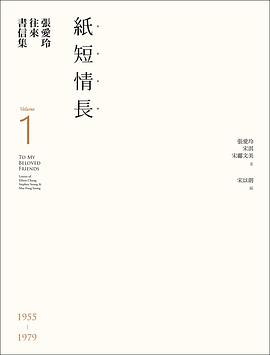 紙短情長
張愛玲
往來
書信集
Volume
1
TO MY
BELOVED
FRIENDS
Letters of
Eileen Chang,
Stephen Soong &
Mae Fong Soong
張愛玲
宋淇
宋鄺文美
著
宋以朗
編
1955
1979